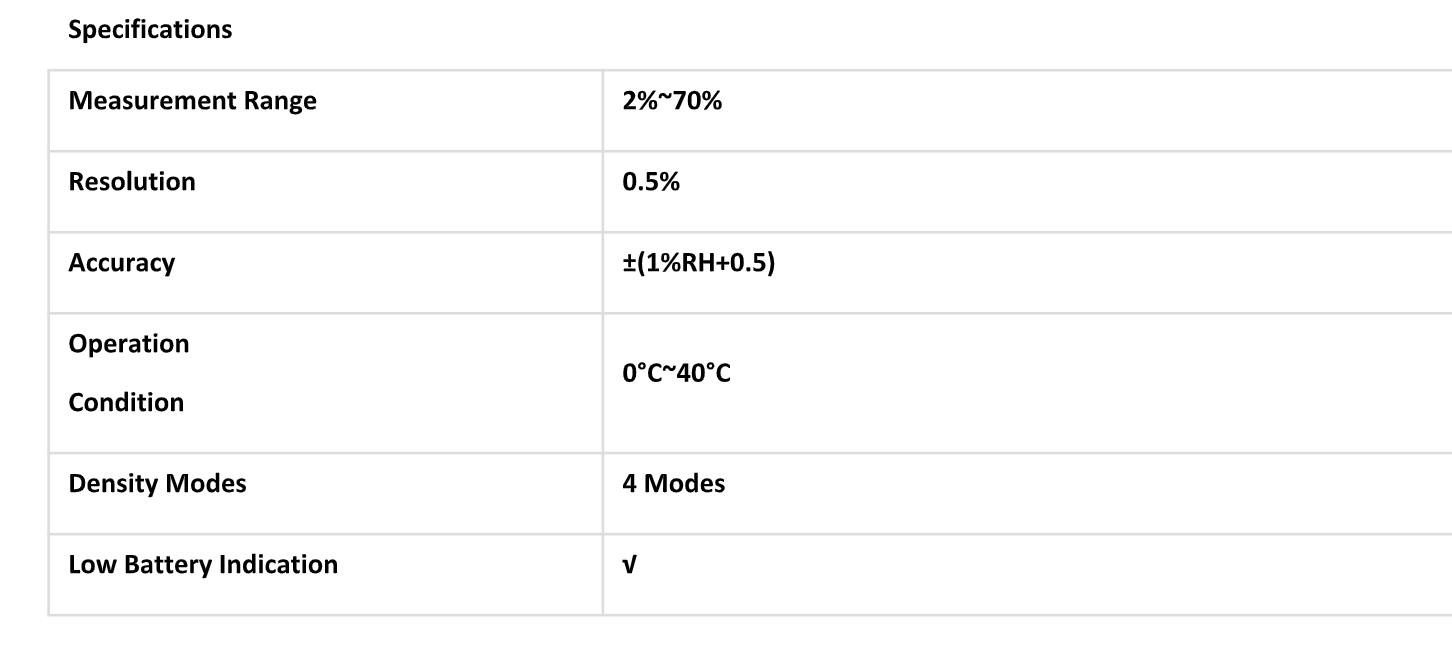 Specifications
Measurement Range 2%~70%
Resolution 0.5%
Accuracy ±(1%RH+0.5)
Operation
0°C~40°C
Condition
Density Modes 4 Modes
Low Battery Indication √